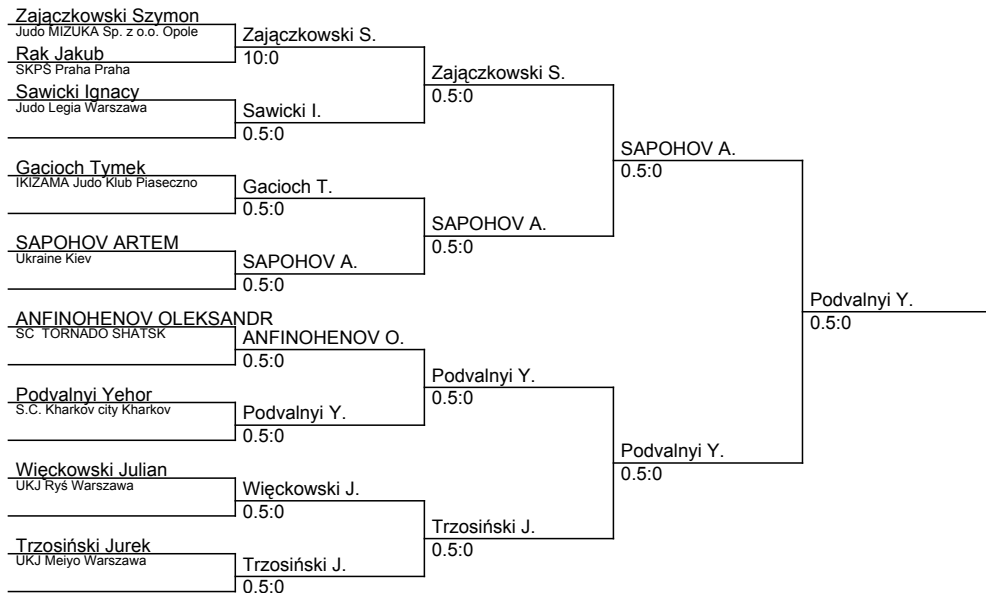 Zajączkowski Szymon
Judo MIZUKA Sp. z o.o. Opole
Zajączkowski S.
10:0
Rak Jakub
SKPŚ Praha Praha
Zajączkowski S.
0.5:0
Sawicki Ignacy
Judo Legia Warszawa
Sawicki I.
0.5:0
SAPOHOV A.
0.5:0
Gacioch Tymek
IKIZAMA Judo Klub Piaseczno
Gacioch T.
0.5:0
SAPOHOV A.
0.5:0
SAPOHOV ARTEM
Ukraine Kiev
SAPOHOV A.
0.5:0
Podvalnyi Y.
0.5:0
ANFINOHENOV OLEKSANDR
SC TORNADO SHATSK
ANFINOHENOV O.
0.5:0
Podvalnyi Y.
0.5:0
Podvalnyi Yehor
S.C. Kharkov city Kharkov
Podvalnyi Y.
0.5:0
Podvalnyi Y.
0.5:0
Więckowski Julian
UKJ Ryś Warszawa
Więckowski J.
0.5:0
Trzosiński J.
0.5:0
Trzosiński Jurek
UKJ Meiyo Warszawa
Trzosiński J.
0.5:0